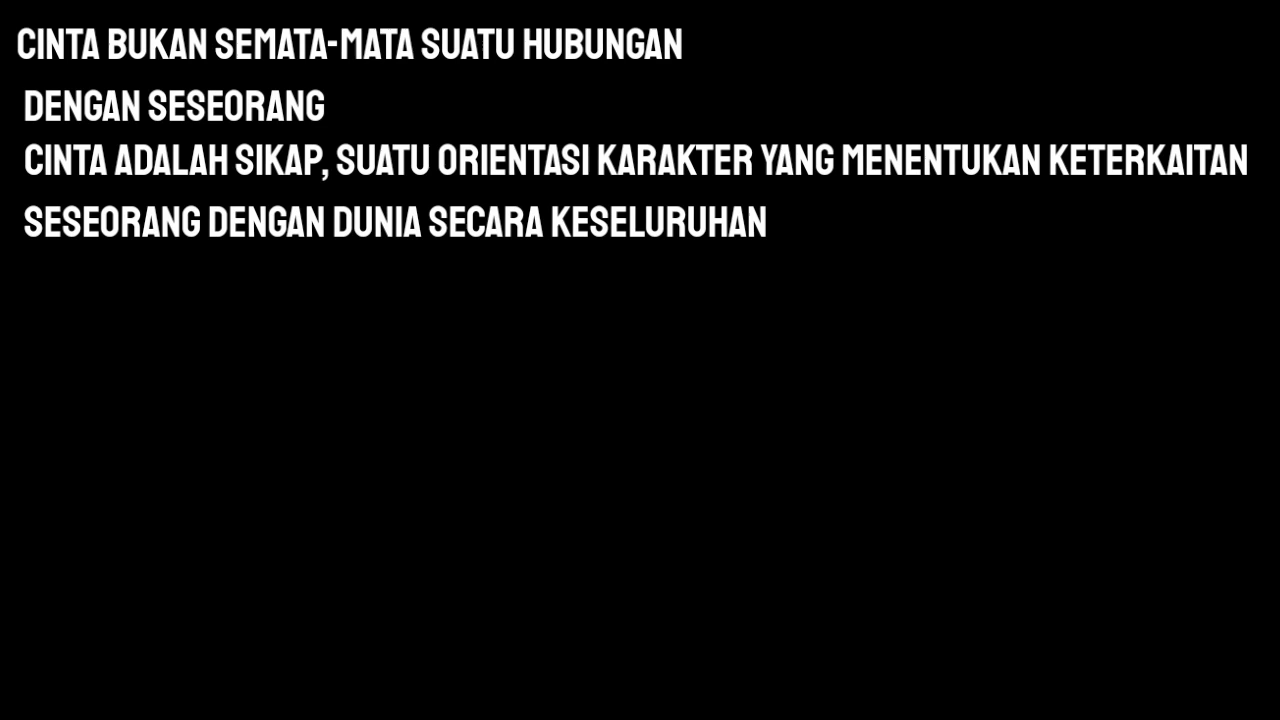 CINTA BUKAN SEMATA-MATA SUATU HUBUNGAN
DENGAN SESEORANG
CINTA ADALAH SIKAP, SUATU ORIENTASI KARAKTER YANG MENENTUKAN KETERKAITAN
SESEORANG DENGAN DUNIA SECARA KESELURUHAN